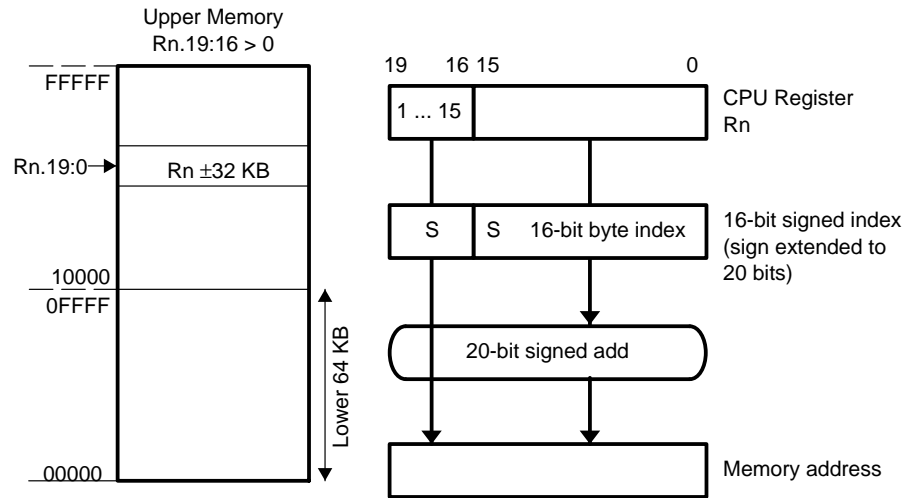 Upper Memory
Rn.19:16 > 0
FFFFF
Rn.19:0
Rn ±32 KB
10000
0FFFF
Lower 64 KB
00000
19 16 15 0
1 ... 15
CPU Register
Rn
S
S 16-bit byte index
16-bit signed index
(sign extended to
20 bits)
20-bit signed add
Memory address